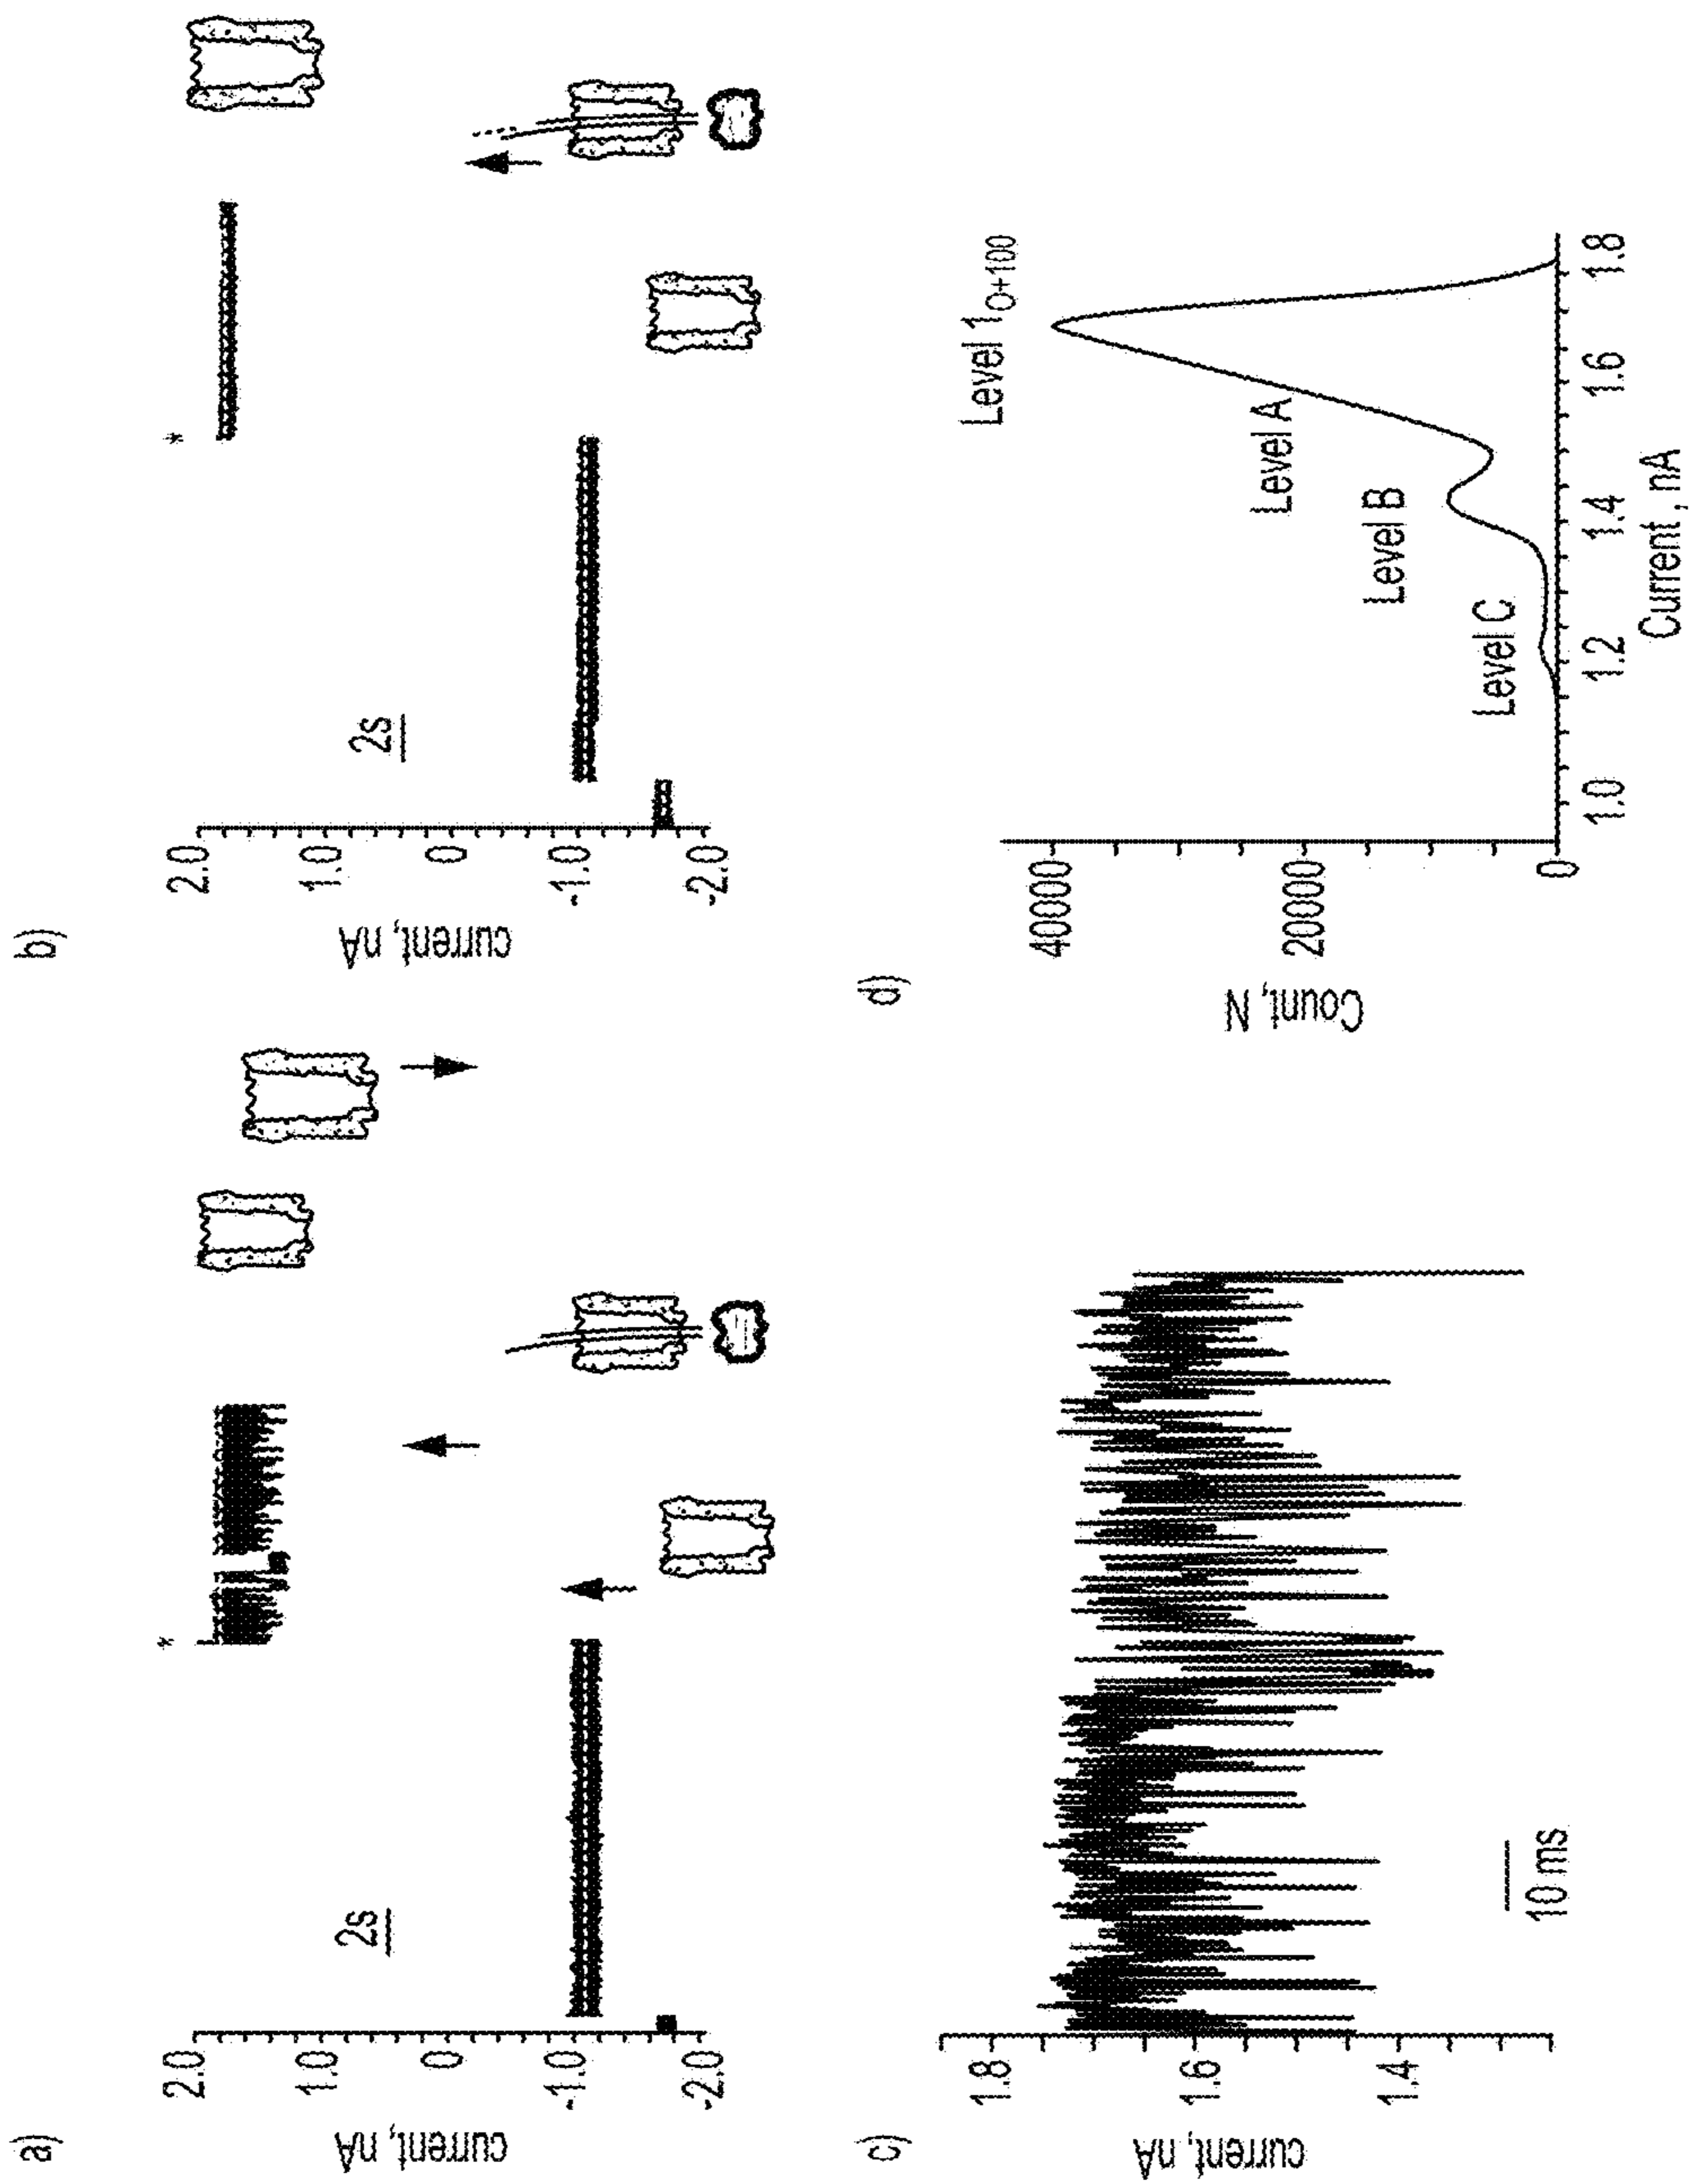 a)
current, nA
2.0
1.0
0
-1.0
-2.0
2s
*
b)
current, nA
2.0
1.0
0
-1.0
-2.0
2s
*
c)
current, nA
1.8
1.6
1.4
10 ms
d)
Count, N
40000
20000
0
Level 1O+100
Level A
Level B
Level C
1.0 1.2 1.4 1.6 1.8
Current, nA